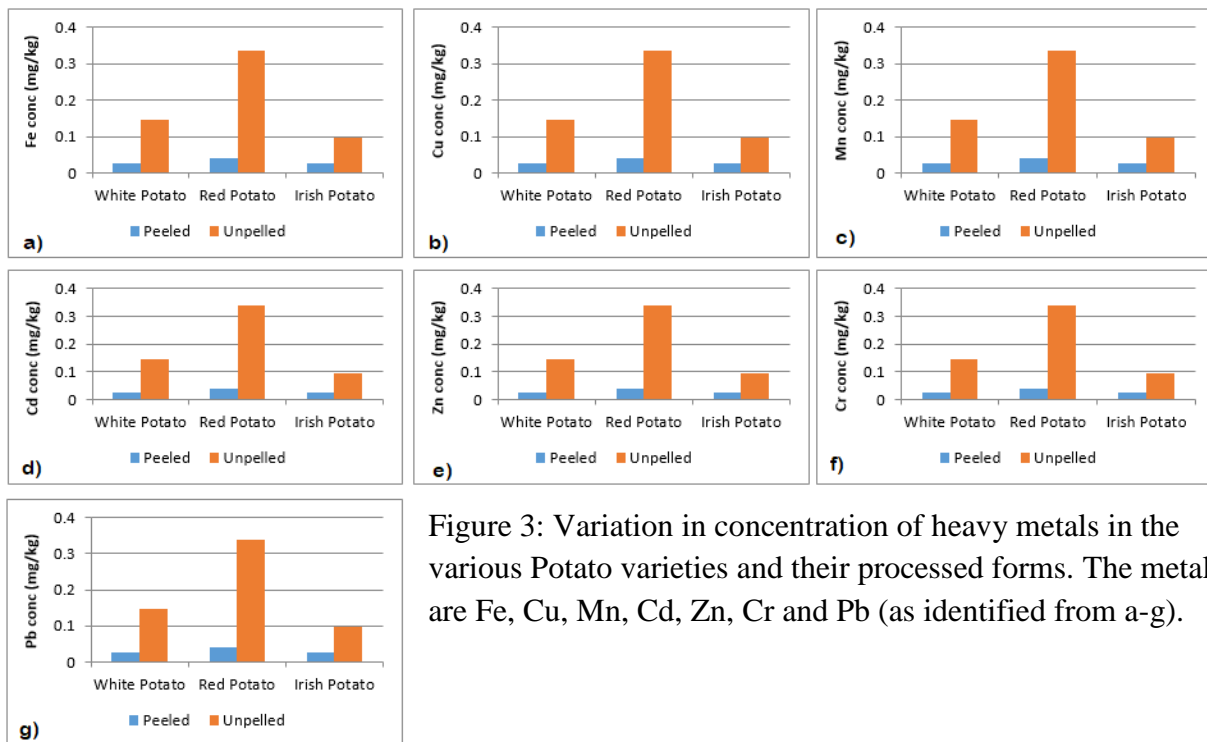 0.4
0.3
0.2
0.1
0
Fe conc (mg/kg)
White Potato Red Potato Irish Potato
Peeled Unpelled
a)
0.4
0.3
0.2
0.1
0
Cu conc (mg/kg)
White Potato Red Potato Irish Potato
Peeled Unpelled
b)
0.4
0.3
0.2
0.1
0
Mn conc (mg/kg)
White Potato Red Potato Irish Potato
Peeled Unpelled
c)
0.4
0.3
0.2
0.1
0
Cd conc (mg/kg)
White Potato Red Potato Irish Potato
Peeled Unpelled
d)
0.4
0.3
0.2
0.1
0
Zn conc (mg/kg)
White Potato Red Potato Irish Potato
Peeled Unpelled
e)
0.4
0.3
0.2
0.1
0
Cr conc (mg/kg)
White Potato Red Potato Irish Potato
Peeled Unpelled
f)
0.4
0.3
0.2
0.1
0
Pb conc (mg/kg)
White Potato Red Potato Irish Potato
Peeled Unpelled
g)
Figure 3: Variation in concentration of heavy metals in the
various Potato varieties and their processed forms. The metal
are Fe, Cu, Mn, Cd, Zn, Cr and Pb (as identified from a-g).